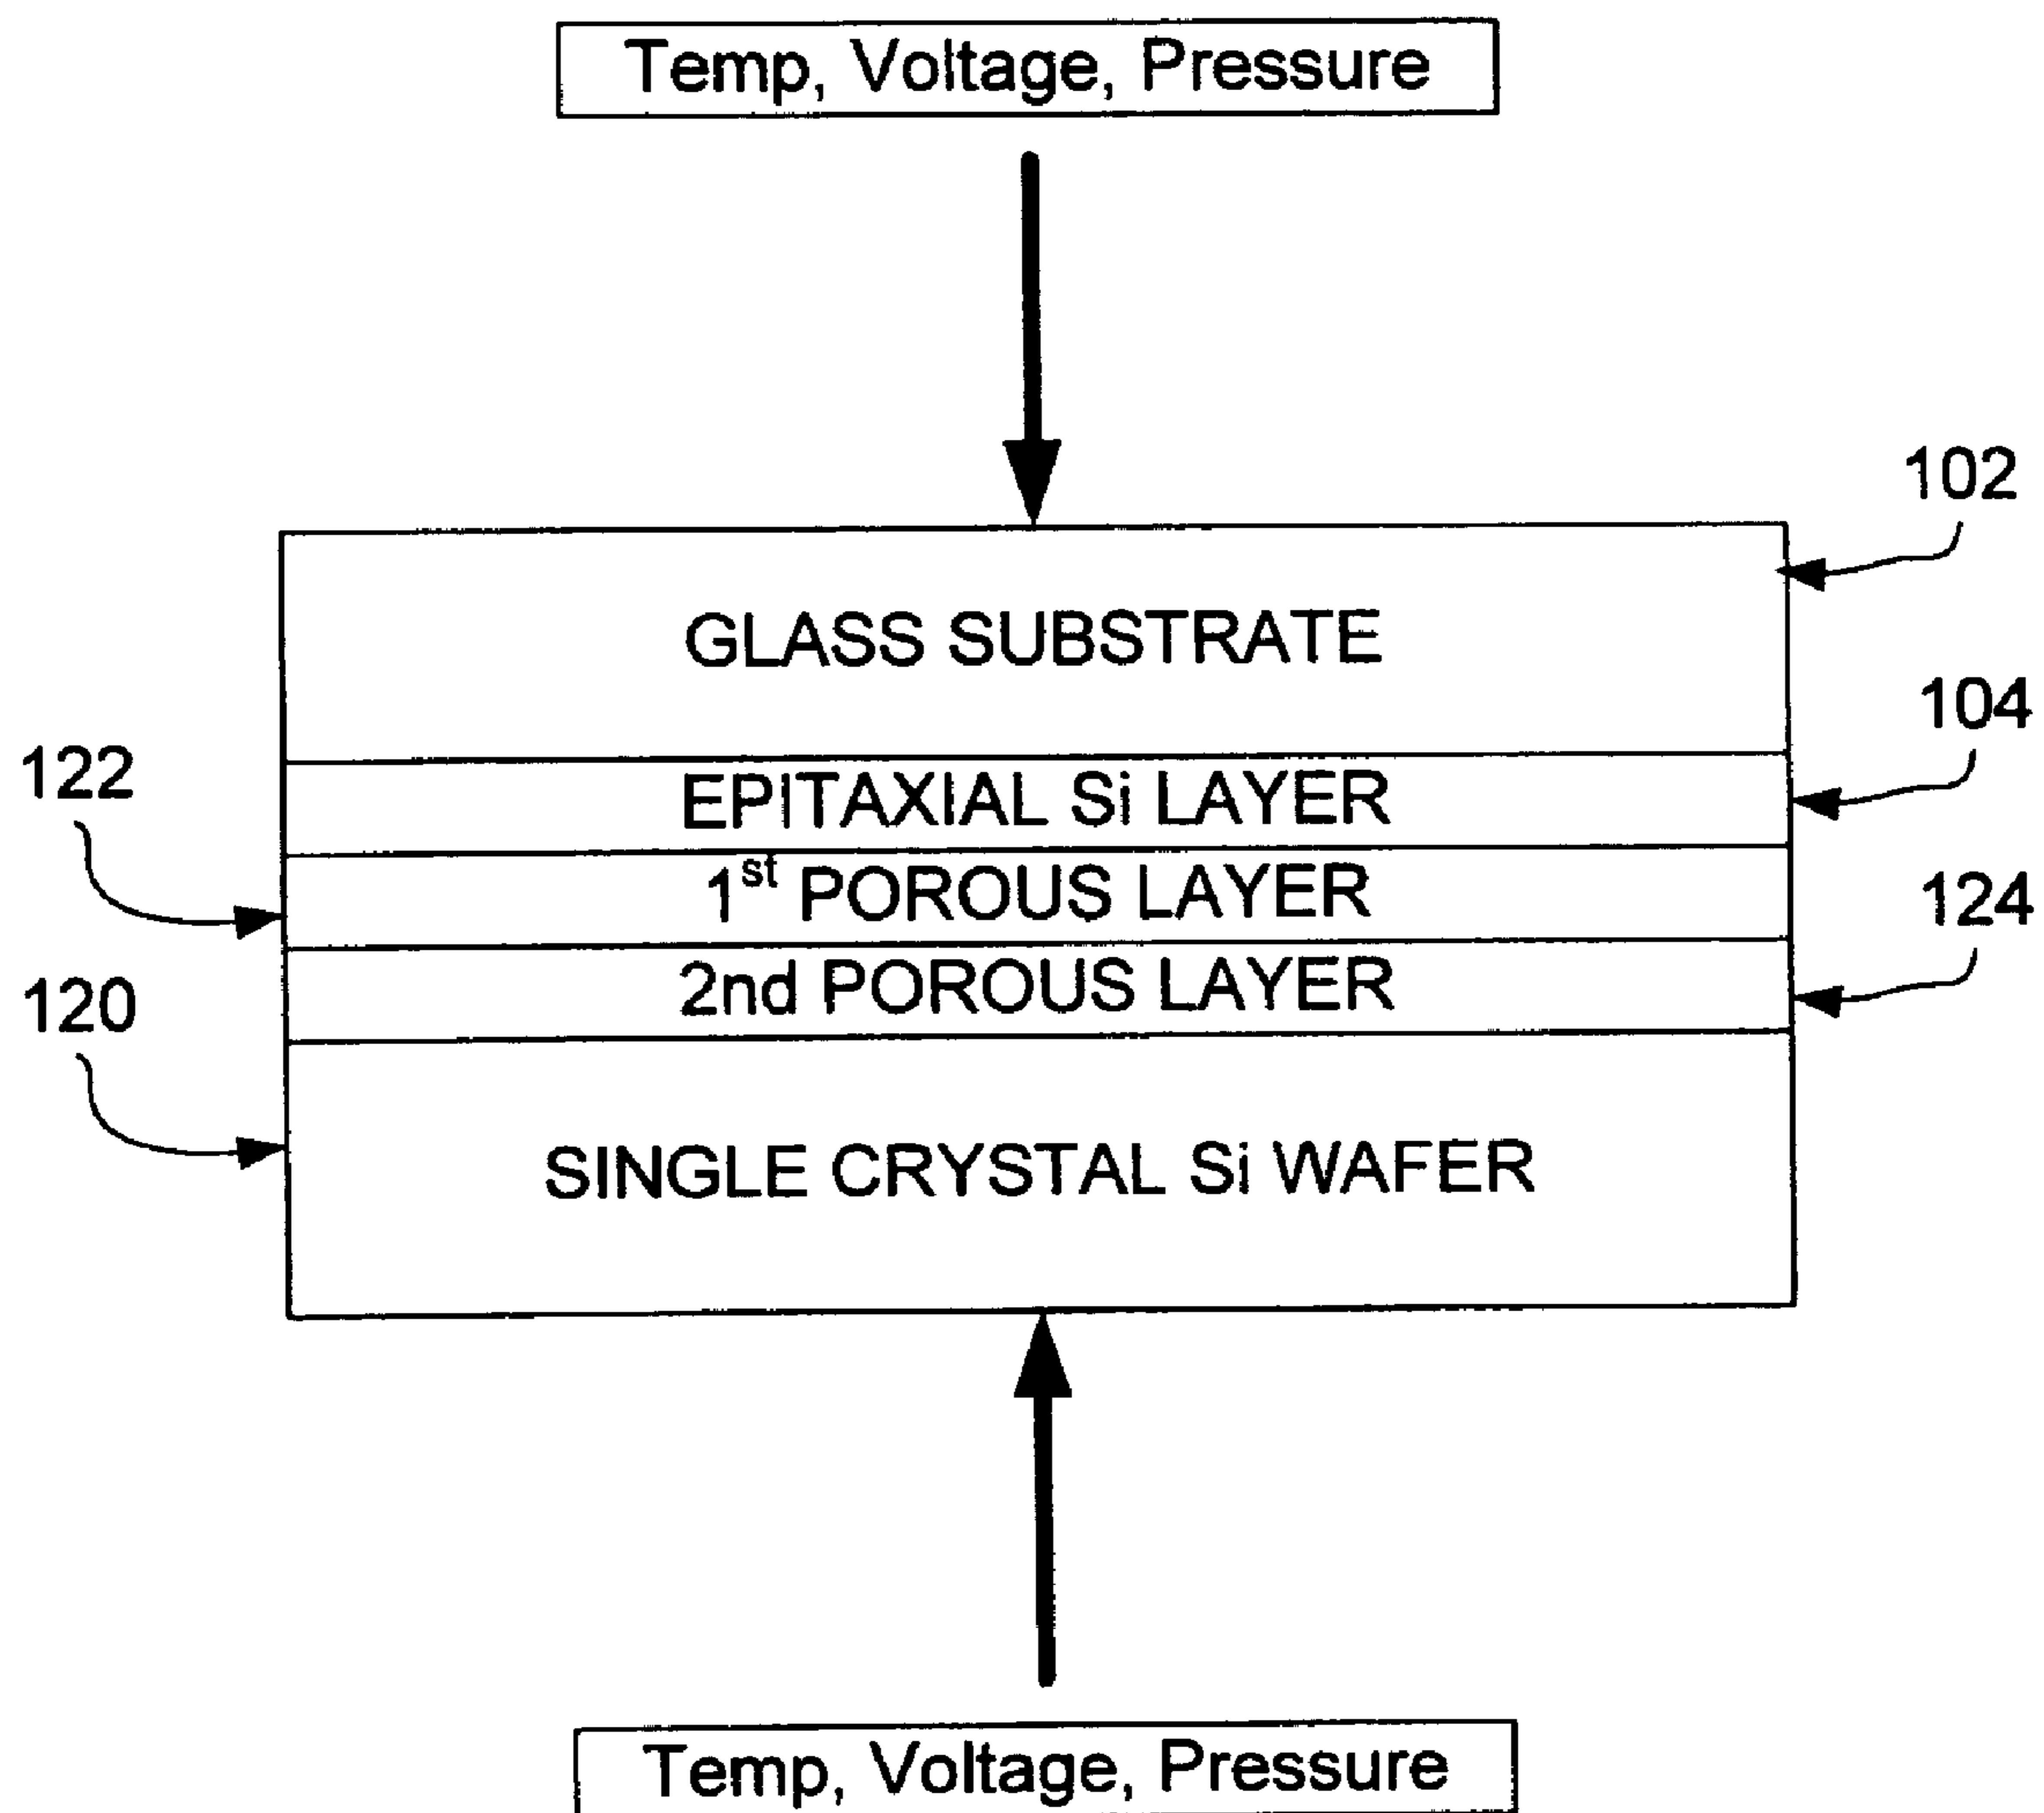 Temp, Voltage, Pressure
102
GLASS SUBSTRATE
104
EPITAXIAL Si LAYER
122
1st POROUS LAYER
124
2nd POROUS LAYER
120
SINGLE CRYSTAL Si WAFER
Temp, Voltage, Pressure